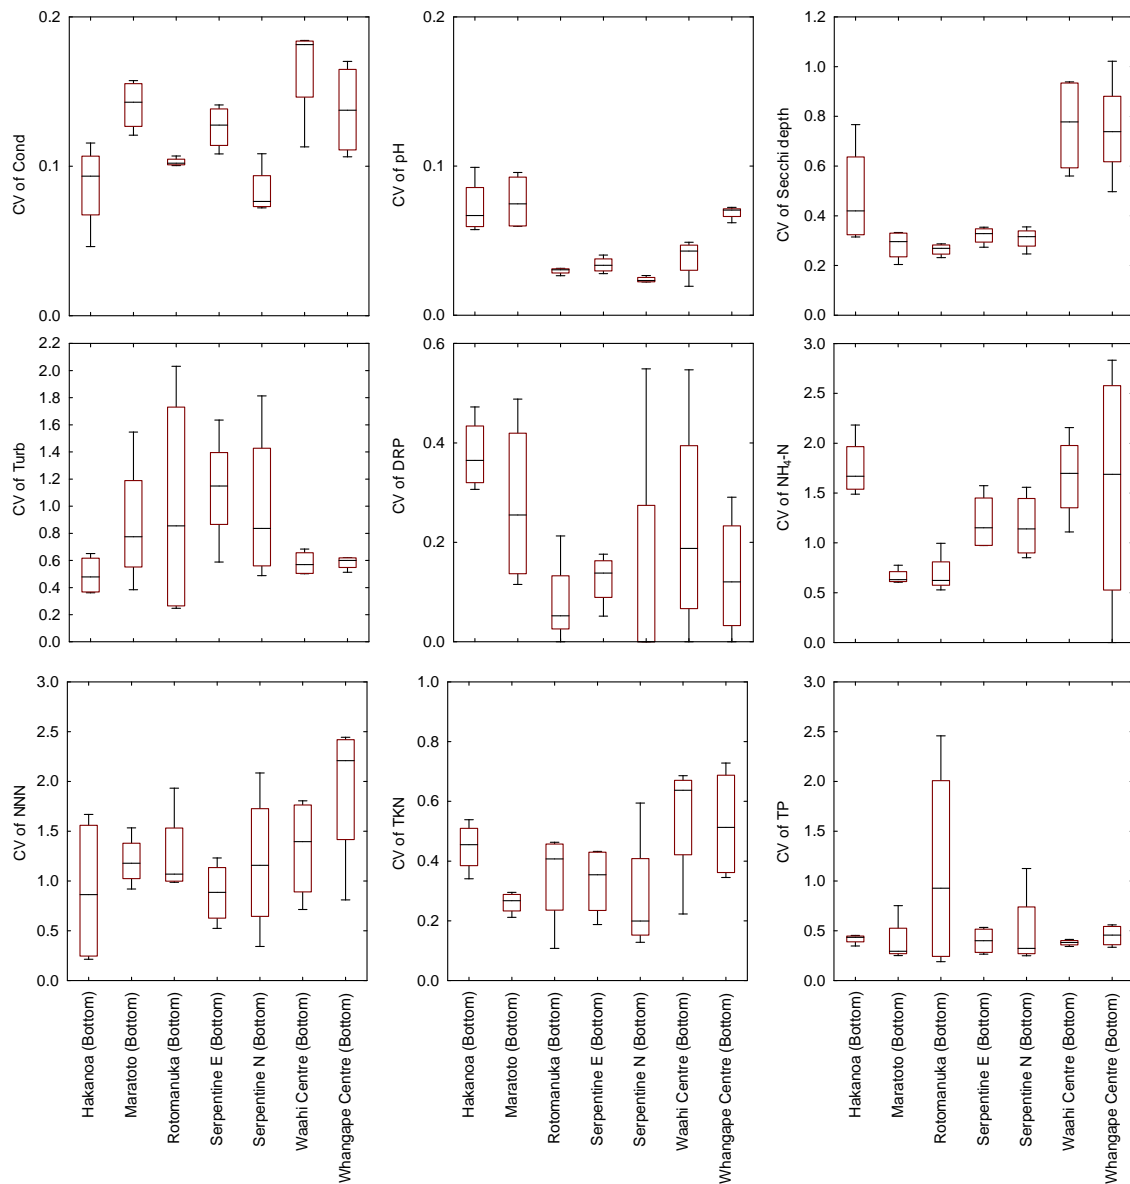 0.2
0.1
0.0
CV of Cond
0.2
0.1
0.0
CV of pH
1.2
1.0
0.8
0.6
0.4
0.2
0.0
CV of Secchi depth
2.2
2.0
1.8
1.6
1.4
1.2
1.0
0.8
0.6
0.4
0.2
0.0
CV of Turb
0.6
0.4
0.2
0.0
CV of DRP
3.0
2.5
2.0
1.5
1.0
0.5
0.0
CV of NH₄-N
3.0
2.5
2.0
1.5
1.0
0.5
0.0
CV of NNN
1.0
0.8
0.6
0.4
0.2
0.0
CV of TKN
3.0
2.5
2.0
1.5
1.0
0.5
0.0
CV of TP
Hakanoa (Bottom)
Maratoto (Bottom)
Rotomanuka (Bottom)
Serpentine E (Bottom)
Serpentine N (Bottom)
Waahi Centre (Bottom)
Whangape Centre (Bottom)
Hakanoa (Bottom)
Maratoto (Bottom)
Rotomanuka (Bottom)
Serpentine E (Bottom)
Serpentine N (Bottom)
Waahi Centre (Bottom)
Whangape Centre (Bottom)
Hakanoa (Bottom)
Maratoto (Bottom)
Rotomanuka (Bottom)
Serpentine E (Bottom)
Serpentine N (Bottom)
Waahi Centre (Bottom)
Whangape Centre (Bottom)